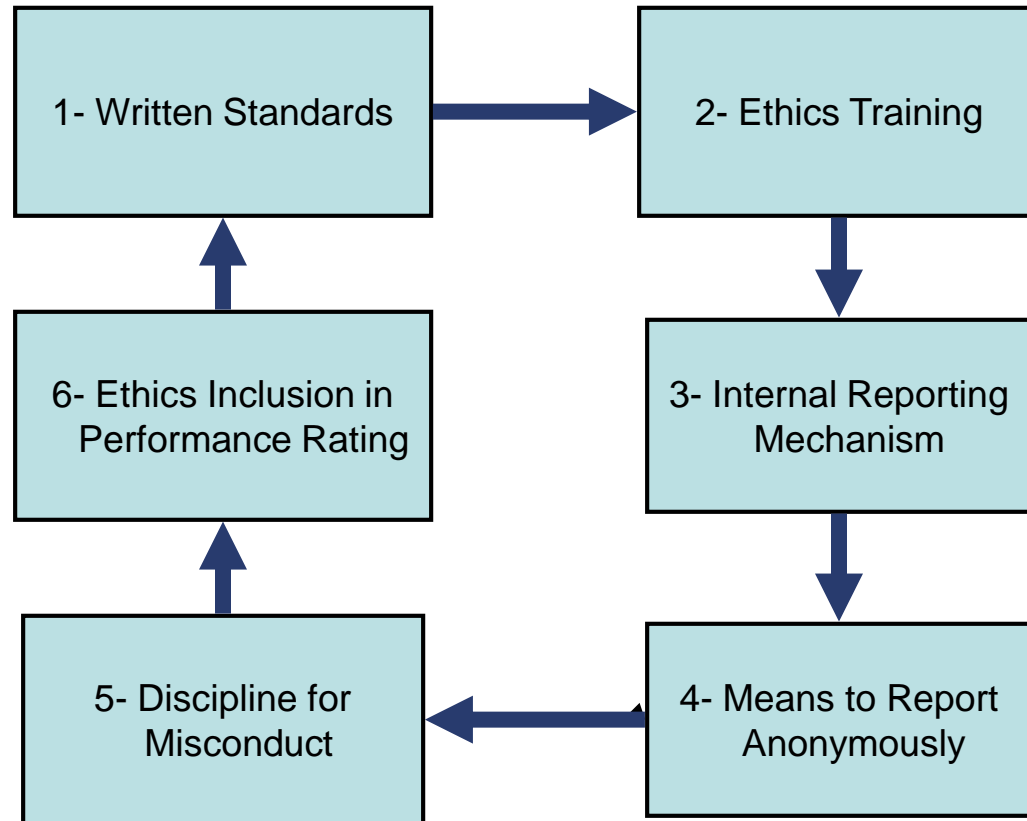 1- Written Standards
2- Ethics Training
3- Internal Reporting
Mechanism
4- Means to Report
Anonymously
5- Discipline for
Misconduct
6- Ethics Inclusion in
Performance Rating